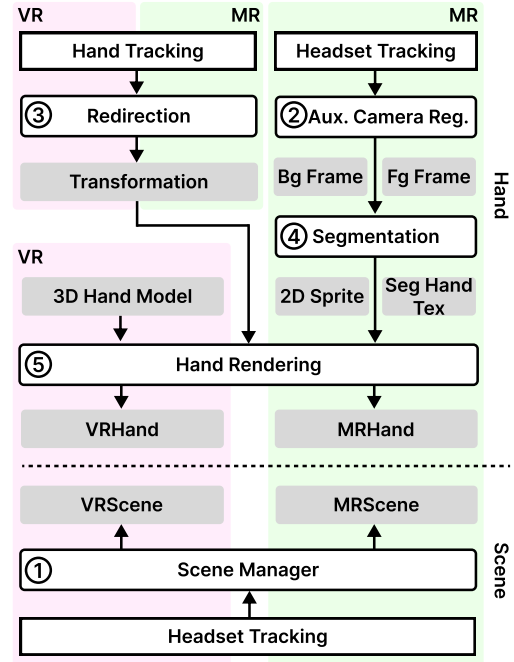 VR
MR
MR
Hand Tracking
Headset Tracking
③ Redirection
② Aux. Camera Reg.
Transformation
Bg Frame
Fg Frame
Hand
④ Segmentation
VR
3D Hand Model
2D Sprite
Seg Hand
Tex
⑤ Hand Rendering
VRHand
MRHand
VRScene
MRScene
Scene
① Scene Manager
Headset Tracking